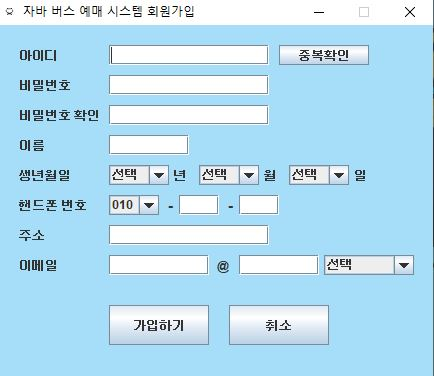 자바 버스 예매 시스템 회원가입
아이디 중복확인
비밀번호
비밀번호 확인
이름
생년월일 선택 년 선택 월 선택 일
핸드폰 번호 010 - -
주소
이메일 @ 선택
가입하기 취소